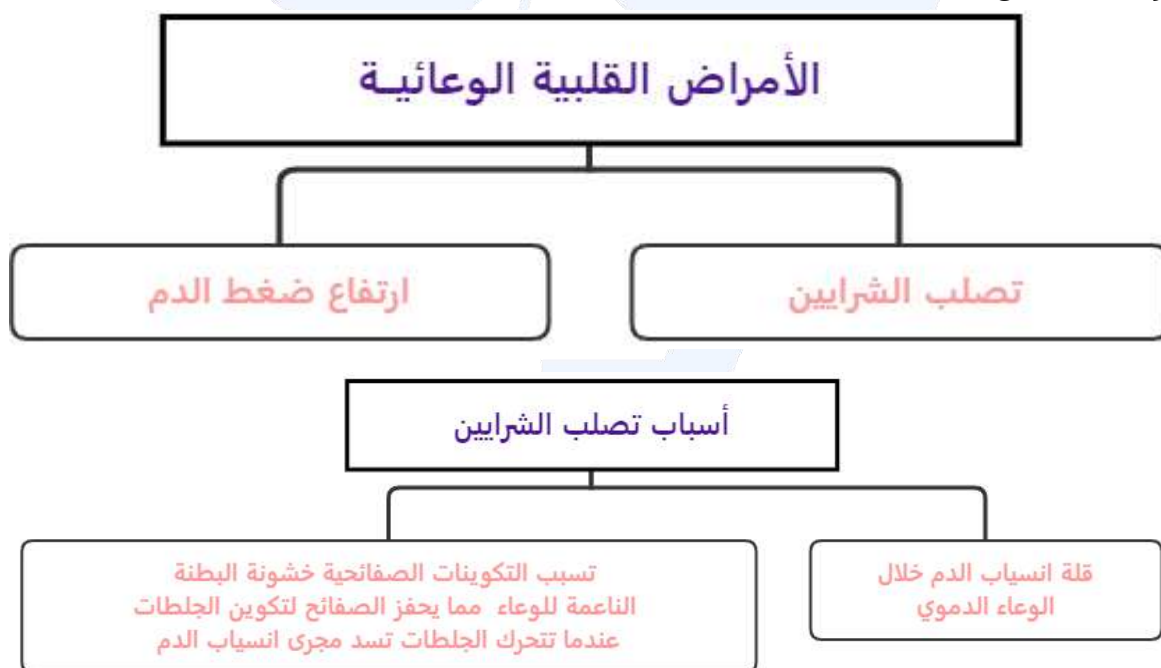 الأمراض القلبية الوعائيـة
تصلب الشرايين
ارتفاع ضغط الدم
أسباب تصلب الشرايين
قلة انسياب الدم خلال
الوعاء الدموي
تسبب التكوينات الصفائحية خشونة البطنة
الناعمة للوعاء مما يحفز الصفائح لتكوين الجلطات
عندما تتحرك الجلطات تسد مجرى انسياب الدم